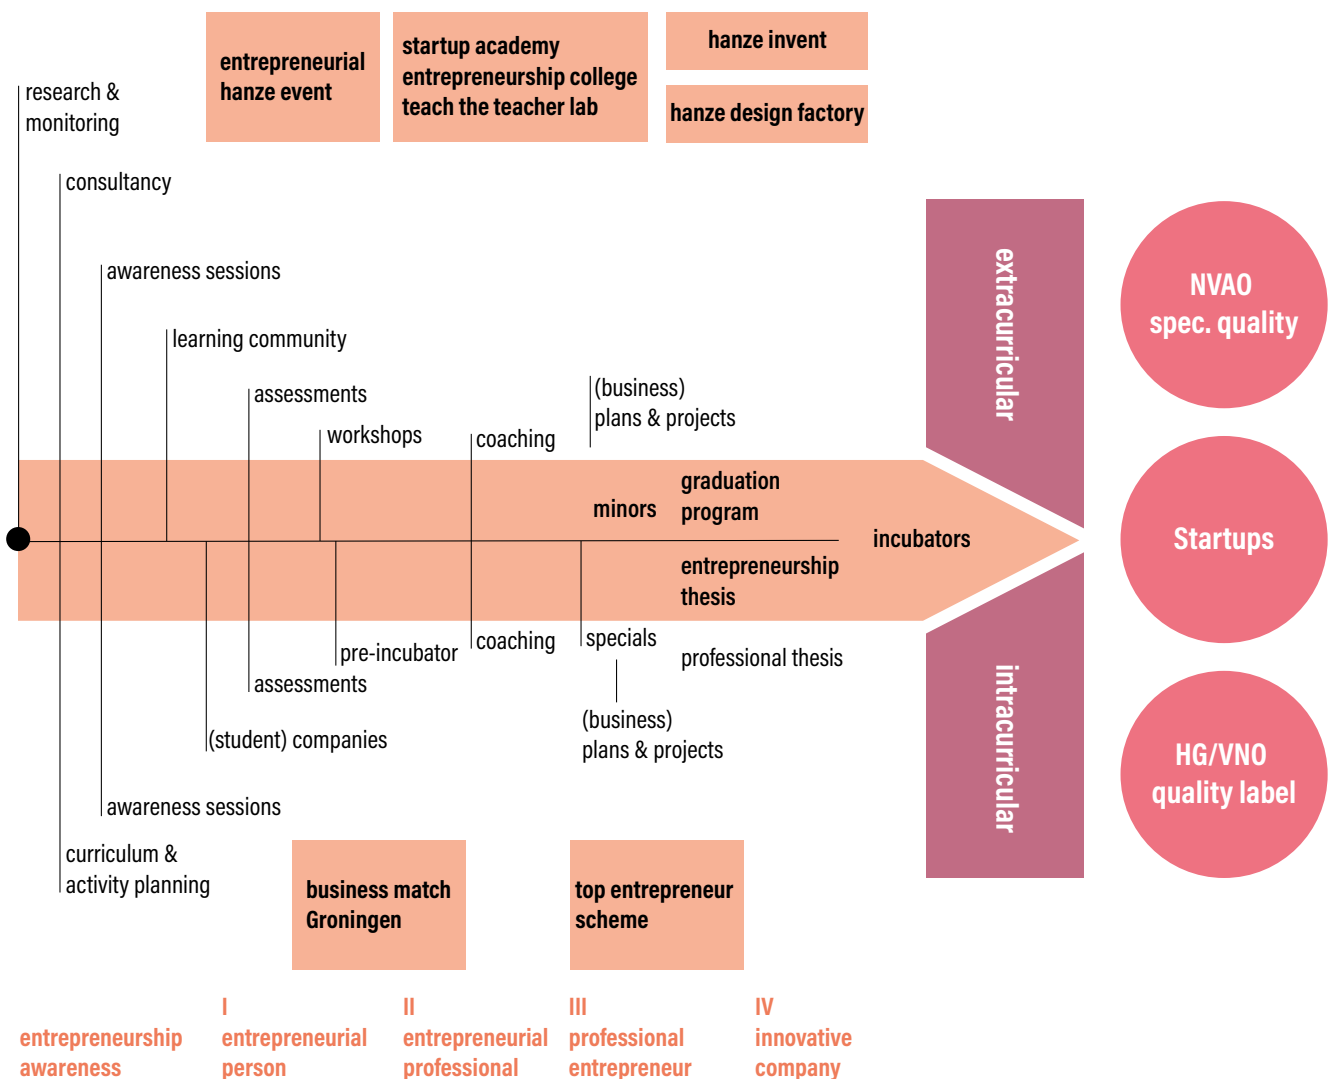 entrepreneurial
hanze event
startup academy
entrepreneurship college
teach the teacher lab
hanze invent
hanze design factory
research &
monitoring
consultancy
awareness sessions
learning community
assessments
workshops
coaching
(business)
plans & projects
extracurricular
NVAO
spec. quality
minors
graduation
program
incubators
Startups
entrepreneurship
thesis
pre-incubator
coaching
specials
professional thesis
assessments
(student) companies
(business)
plans & projects
intracurricular
HG/VNO
quality label
awareness sessions
curriculum &
activity planning
business match
Groningen
top entrepreneur
scheme
entrepreneurship
awareness
I
entrepreneurial
person
II
entrepreneurial
professional
III
professional
entrepreneur
IV
innovative
company